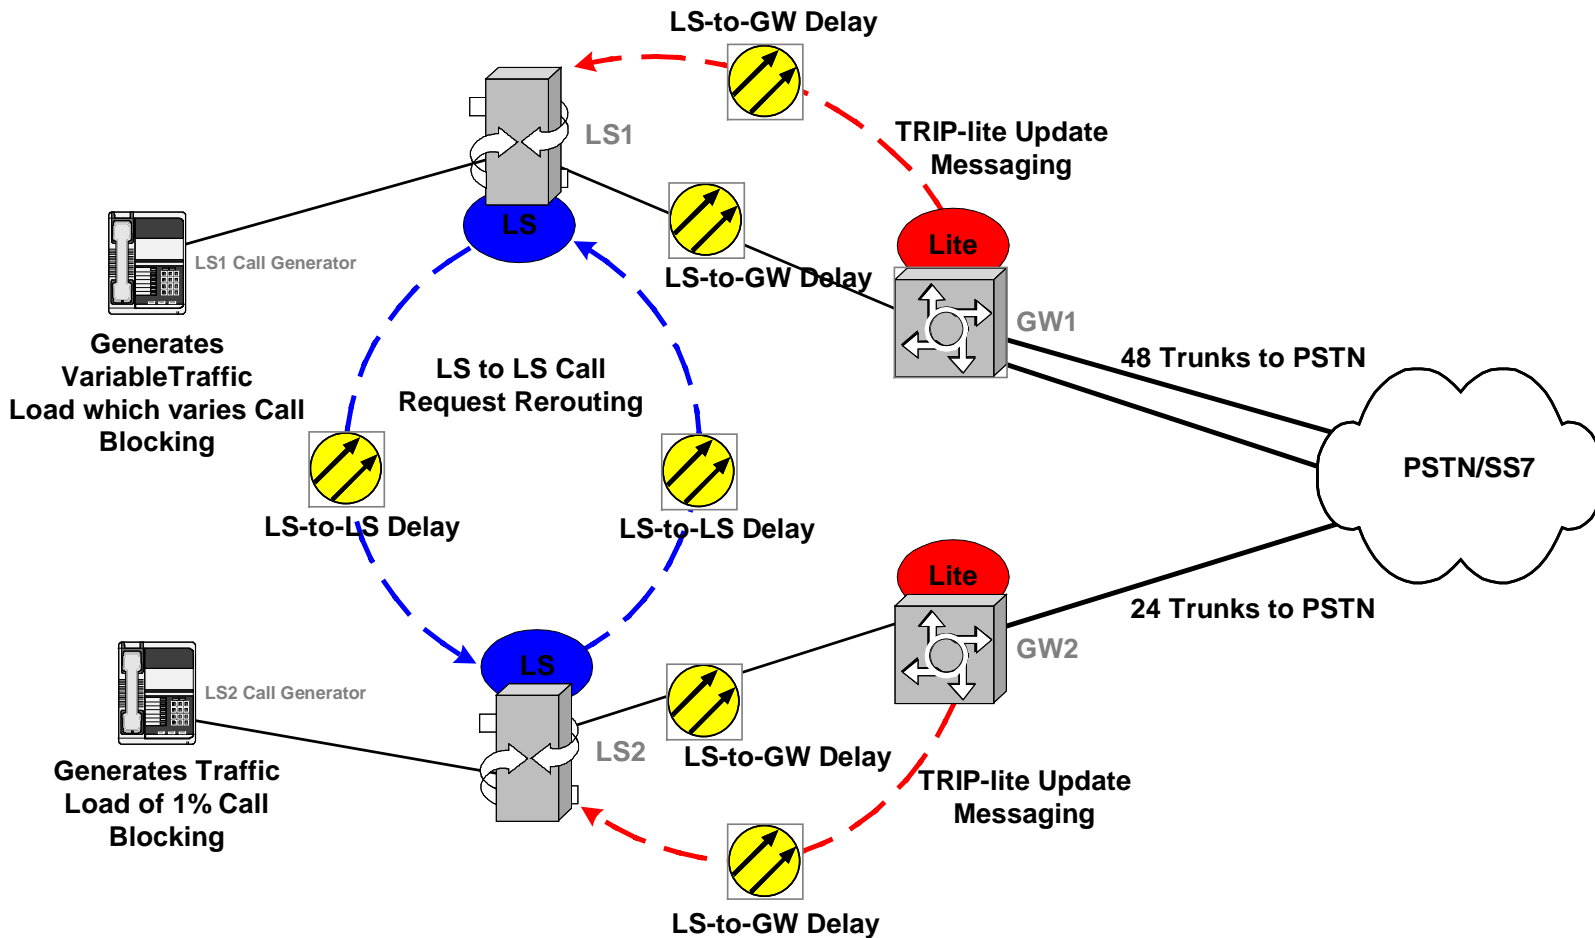 LS-to-GW Delay
LS1
TRIP-lite Update
Messaging
LS
Lite
LS1 Call Generator
LS-to-GW Delay
GW1
Generates
VariableTraffic
Load which varies Call
Blocking
LS to LS Call
Request Rerouting
48 Trunks to PSTN
PSTN/SS7
LS-to-LS Delay
LS-to-LS Delay
Lite
24 Trunks to PSTN
LS
GW2
LS2 Call Generator
LS2
LS-to-GW Delay
Generates Traffic
Load of 1% Call
Blocking
TRIP-lite Update
Messaging
LS-to-GW Delay